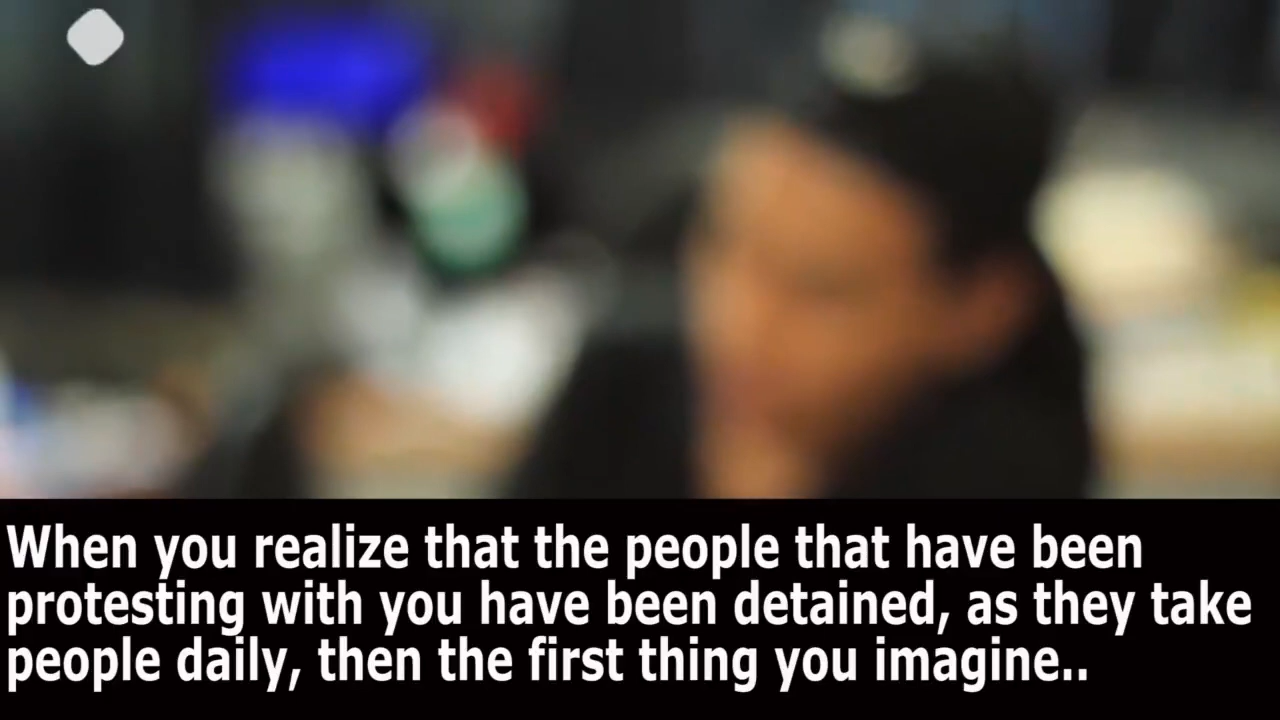 When you realize that the people that have been
protesting with you have been detained, as they take
people daily, then the first thing you imagine..